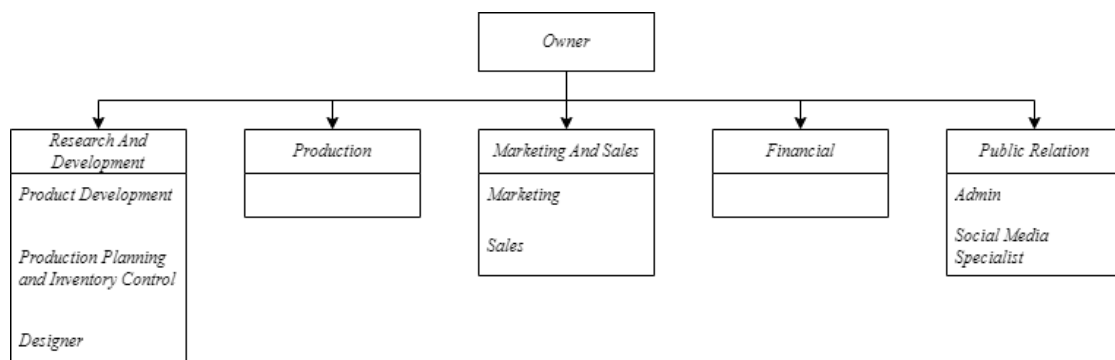 Owner
Research And
Development
Production
Marketing And Sales
Financial
Public Relation
Product Development
Production Planning
and Inventory Control
Designer
Marketing
Sales
Admin
Social Media
Specialist